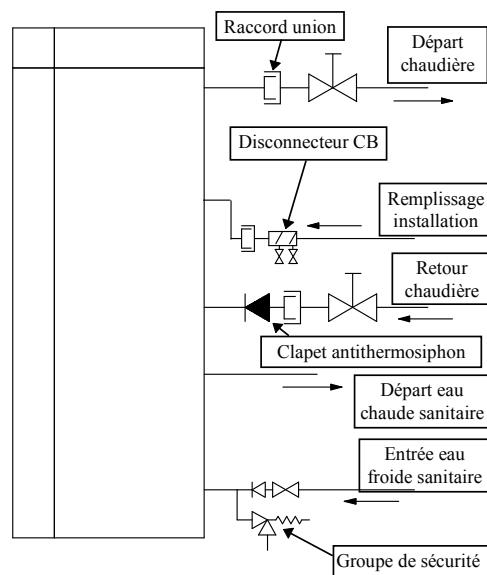 Raccord union
Départ
chaudière
Disconnecteur CB
Remplissage
installation
Retour
chaudière
Clapet antithermosiphon
Départ eau
chaude sanitaire
Entrée eau
froide sanitaire
Groupe de sécurité